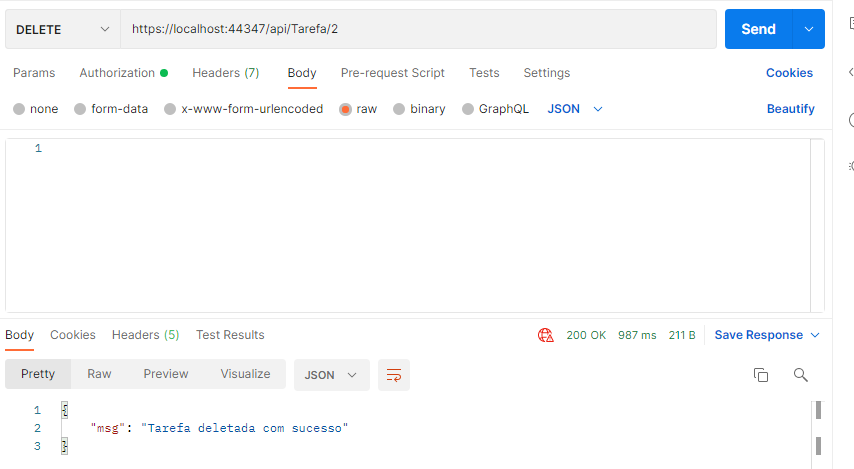 DELETE https://localhost:44347/api/Tarefa/2 Send
Params Authorization Headers (7) Body Pre-request Script Tests Settings Cookies
none form-data x-www-form-urlencoded raw binary GraphQL JSON Beautify
1
Body Cookies Headers (5) Test Results 200 OK 987 ms 211 B Save Response
Pretty Raw Preview Visualize JSON
1 {
2 "msg": "Tarefa deletada com sucesso"
3 }